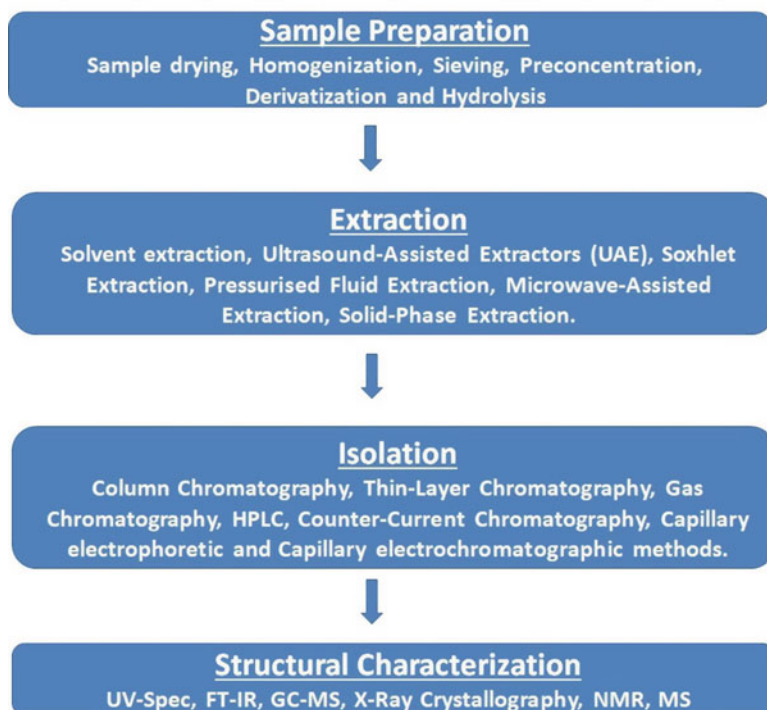 Sample Preparation
Sample drying, Homogenization, Sieving, Preconcentration,
Derivatization and Hydrolysis
Extraction
Solvent extraction, Ultrasound-Assisted Extractors (UAE), Soxhlet
Extraction, Pressurised Fluid Extraction, Microwave-Assisted
Extraction, Solid-Phase Extraction.
Isolation
Column Chromatography, Thin-Layer Chromatography, Gas
Chromatography, HPLC, Counter-Current Chromatography, Capillary
electrophoretic and Capillary electrochromatographic methods.
Structural Characterization
UV-Spec, FT-IR, GC-MS, X-Ray Crystallography, NMR, MS